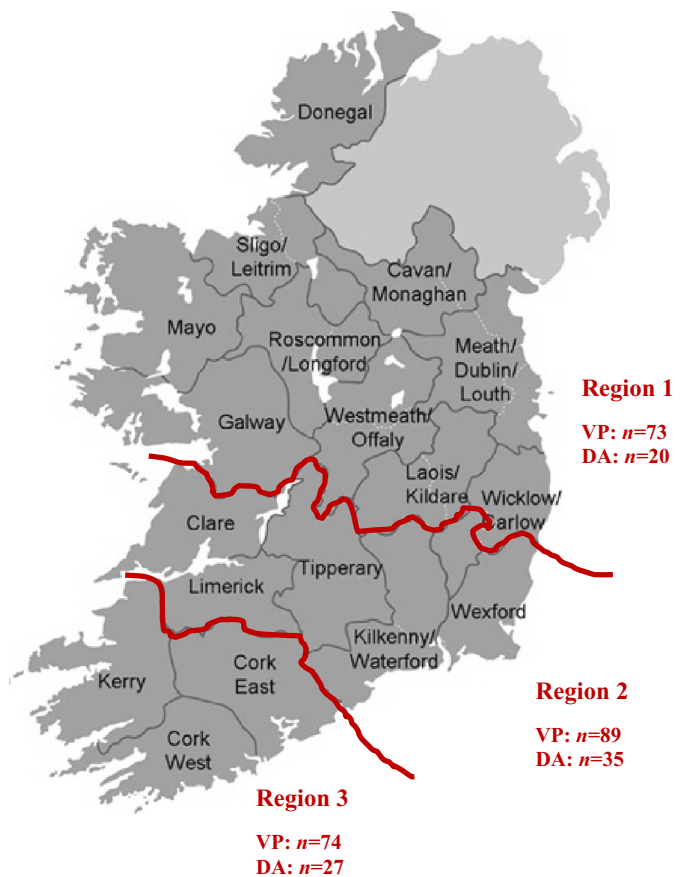 Donegal
Sligo/
Leitrim
Cavan/
Monaghan
Mayo
Roscommon
/Longford
Meath/
Dublin/
Louth
Region 1
VP: n=73
DA: n=20
Galway
Westmeath/
Offaly
Laois/
Kildare
Wicklow/
Carlow
Clare
Limerick
Tipperary
Wexford
Kilkenny/
Waterford
Kerry
Cork
East
Cork
West
Region 2
VP: n=89
DA: n=35
Region 3
VP: n=74
DA: n=27